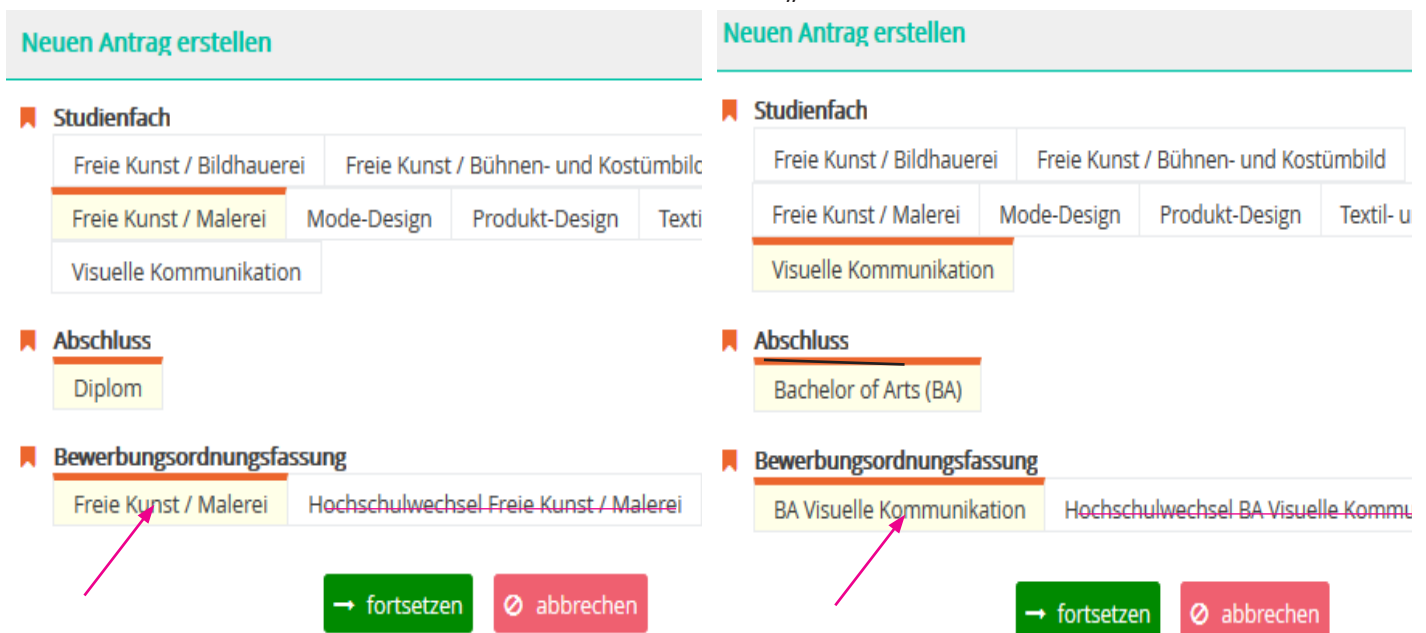 Neuen Antrag erstellen
Studienfach
Freie Kunst / Bildhauerei Freie Kunst / Bühnen- und Kostümbild
Freie Kunst / Malerei Mode-Design Produkt-Design Texti
Visuelle Kommunikation
Abschluss
Diplom
Bewerbungsordnungsfassung
Freie Kunst / Malerei Hochschulwechsel Freie Kunst / Malerei
→ fortsetzen abbrechen
Neuen Antrag erstellen
Studienfach
Freie Kunst / Bildhauerei Freie Kunst / Bühnen- und Kostümbild
Freie Kunst / Malerei Mode-Design Produkt-Design Textil- u
Visuelle Kommunikation
Abschluss
Bachelor of Arts (BA)
Bewerbungsordnungsfassung
BA Visuelle Kommunikation Hochschulwechsel BA Visuelle Kommu
→ fortsetzen abbrechen